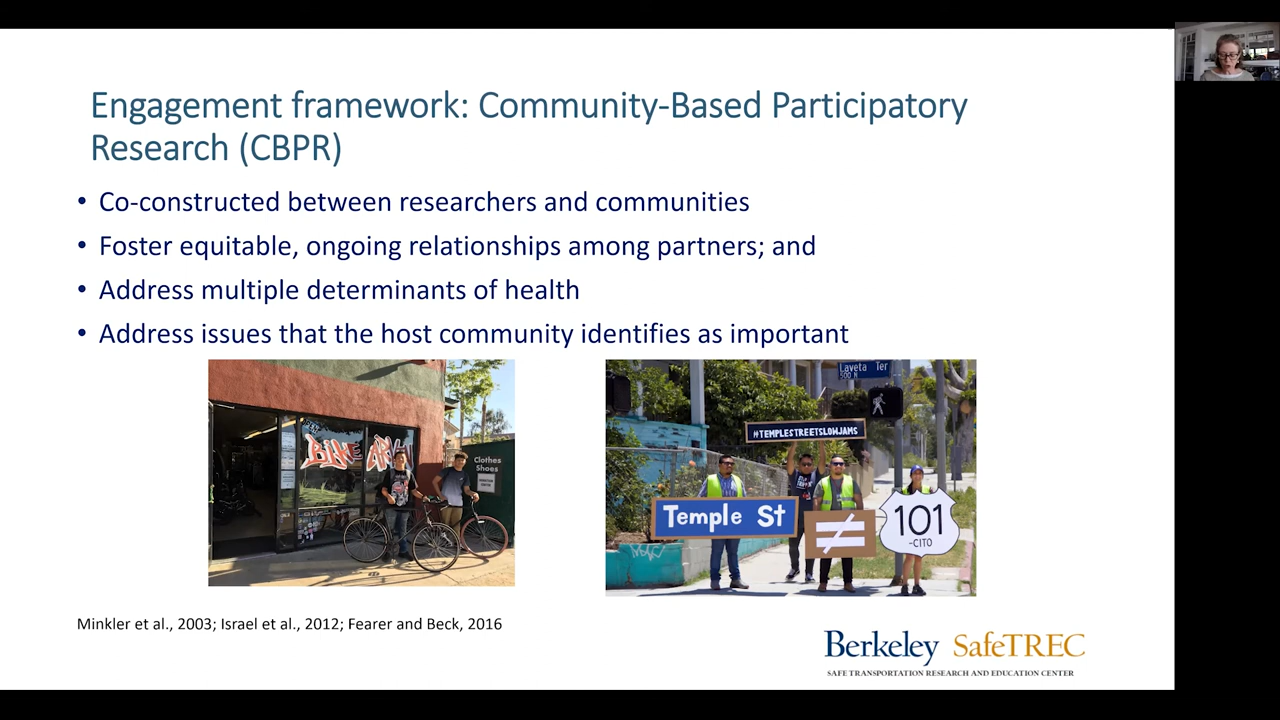 Engagement framework: Community-Based Participatory
Research (CBPR)
• Co-constructed between researchers and communities
• Foster equitable, ongoing relationships among partners; and
• Address multiple determinants of health
• Address issues that the host community identifies as important
BIKE
Clothes
Shoes
Laveta Ter
500 N
#TEMPLESTREETSLOWJAMS
Temple St
≠
101
-CITO
Minkler et al., 2003; Israel et al., 2012; Fearer and Beck, 2016
Berkeley SafeTREC
SAFE TRANSPORTATION RESEARCH AND EDUCATION CENTER